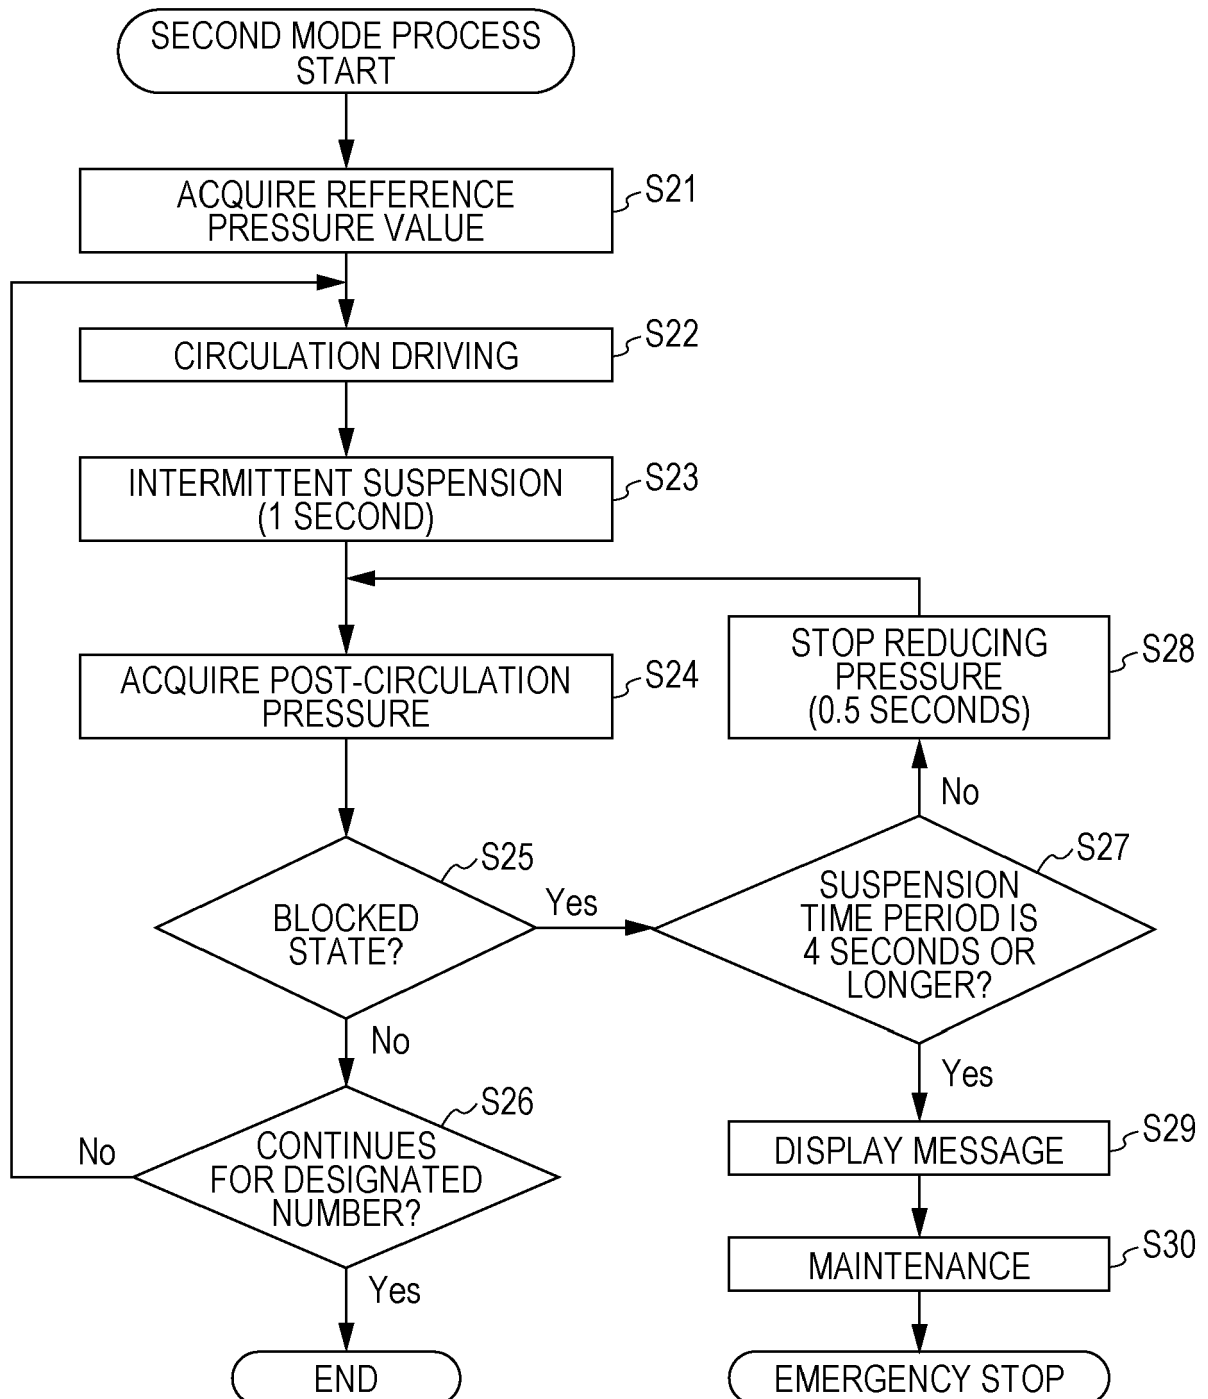 SECOND MODE PROCESS
START
ACQUIRE REFERENCE
PRESSURE VALUE
S21
CIRCULATION DRIVING
S22
INTERMITTENT SUSPENSION
(1 SECOND)
S23
ACQUIRE POST-CIRCULATION
PRESSURE
S24
STOP REDUCING
PRESSURE
(0.5 SECONDS)
S28
No
BLOCKED
STATE?
S25
Yes
SUSPENSION
TIME PERIOD IS
4 SECONDS OR
LONGER?
S27
No
Yes
CONTINUES
FOR DESIGNATED
NUMBER?
S26
No
Yes
DISPLAY MESSAGE
S29
MAINTENANCE
S30
END
EMERGENCY STOP